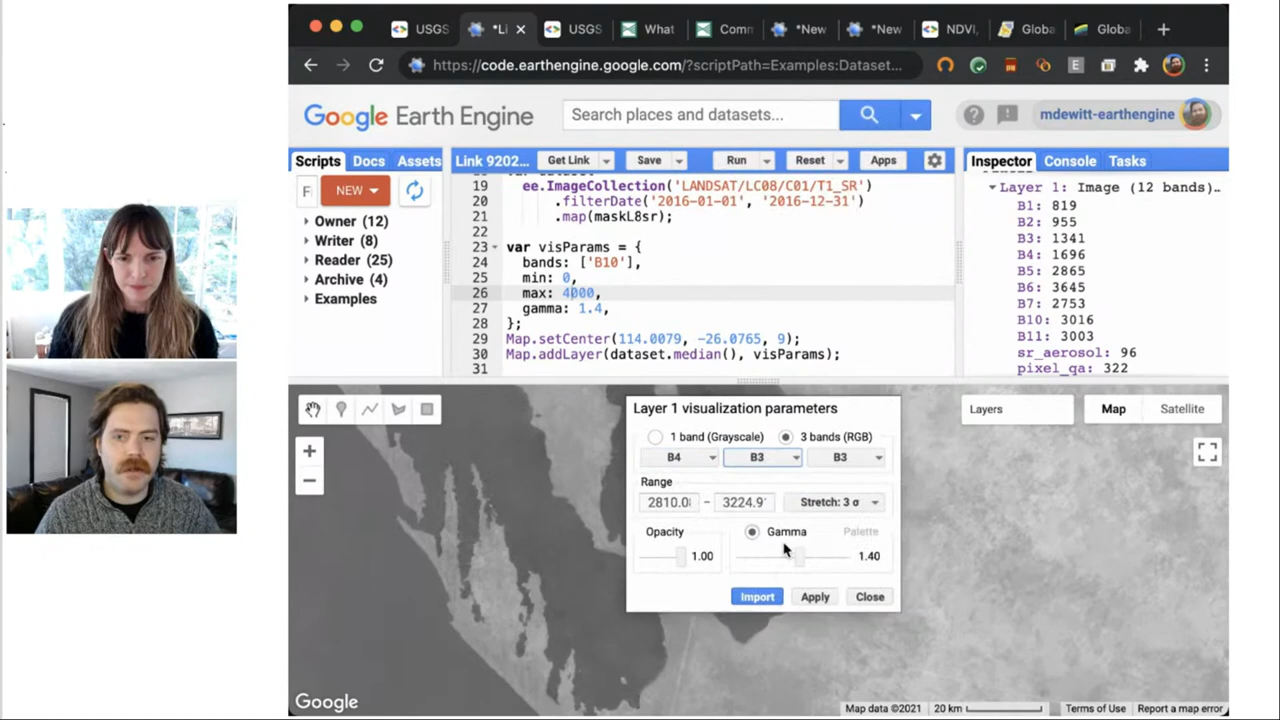 USGS
*Li
USGS
What
Comm
*New
*New
NDVI,
Globa
Globa
https://code.earthengine.google.com/?scriptPath=Examples:Dataset...
Google Earth Engine
Search places and datasets...
mdewitt-earthengine
Scripts
Docs
Assets
Link 9202...
Get Link
Save
Run
Reset
Apps
Inspector
Console
Tasks
F
NEW
Owner (12)
Writer (8)
Reader (25)
Archive (4)
Examples
19 ee.ImageCollection('LANDSAT/LC08/C01/T1_SR')
20 .filterDate('2016-01-01', '2016-12-31')
21 .map(maskL8sr);
22
23 var visParams = {
24 bands: ['B10'],
25 min: 0,
26 max: 4000,
27 gamma: 1.4,
28 };
29 Map.setCenter(114.0079, -26.0765, 9);
30 Map.addLayer(dataset.median(), visParams);
31
Layer 1: Image (12 bands)…
B1: 819
B2: 955
B3: 1341
B4: 1696
B5: 2865
B6: 3645
B7: 2753
B10: 3016
B11: 3003
sr_aerosol: 96
pixel_qa: 322
Layer 1 visualization parameters
1 band (Grayscale)
3 bands (RGB)
B4
B3
B3
Range
2810.0
–
3224.9
Stretch: 3 σ
Opacity
Gamma
Palette
1.00
1.40
Import
Apply
Close
Layers
Map
Satellite
+
−
Google
Map data ©2021
20 km
Terms of Use
Report a map error